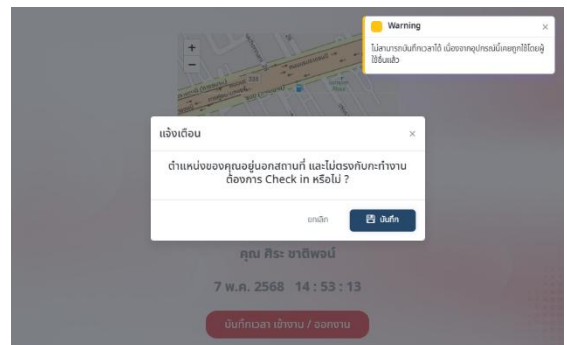 Warning
ไม่สามารถบันทึกเวลาได้ เนื่องจากอุปกรณ์นี้เคยถูกใช้โดยผู้
ใช้อื่นแล้ว
+
−
แจ้งเตือน
ตำแหน่งของคุณอยู่นอกสถานที่ และไม่ตรงกับกะทำงาน
ต้องการ Check in หรือไม่ ?
ยกเลิก
บันทึก
คุณ ศิระ ชาติพจน์
7 พ.ค. 2568 14 : 53 : 13
บันทึกเวลา เข้างาน / ออกงาน